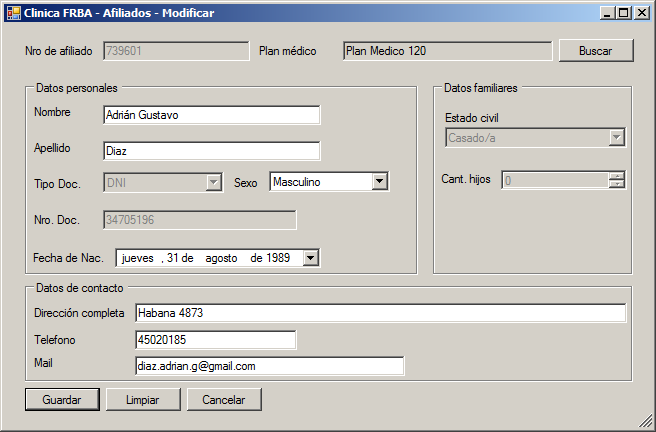 Clinica FRBA - Afiliados - Modificar
Nro de afiliado 739601 Plan médico Plan Medico 120 Buscar
Datos personales
Nombre Adrián Gustavo
Apellido Diaz
Tipo Doc. DNI Sexo Masculino
Nro. Doc. 34705196
Fecha de Nac. jueves , 31 de agosto de 1989
Datos familiares
Estado civil
Casado/a
Cant. hijos 0
Datos de contacto
Dirección completa Habana 4873
Telefono 45020185
Mail diaz.adrian.g@gmail.com
Guardar Limpiar Cancelar